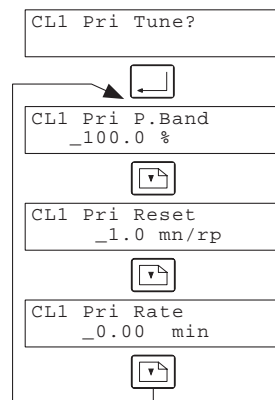 CL1 Pri Tune?
CL1 Pri P.Band
_100.0 %
CL1 Pri Reset
_1.0 mn/rp
CL1 Pri Rate
_0.00 min